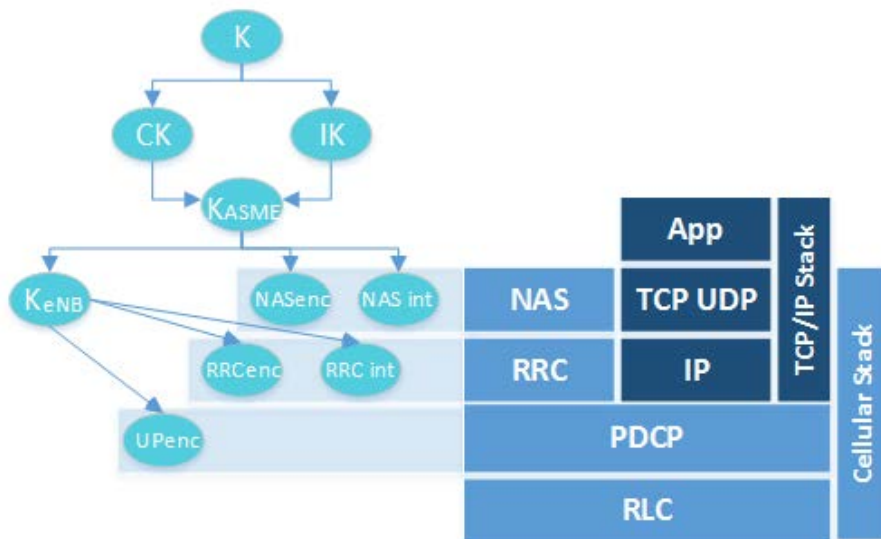 K
CK
IK
KASME
App
TCP/IP Stack
KeNB
NASenc
NAS int
NAS
TCP UDP
Cellular Stack
RRCenc
RRC int
RRC
IP
UPenc
PDCP
RLC